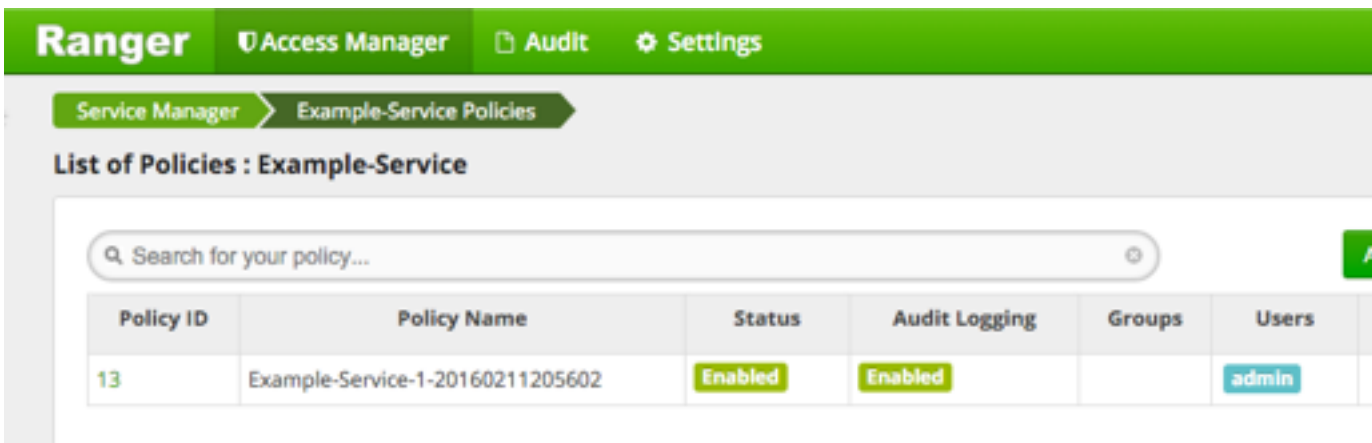 Ranger Access Manager Audit Settings
Service Manager Example-Service Policies
List of Policies : Example-Service
Search for your policy...
Policy ID Policy Name Status Audit Logging Groups Users
13 Example-Service-1-20160211205602 Enabled Enabled admin